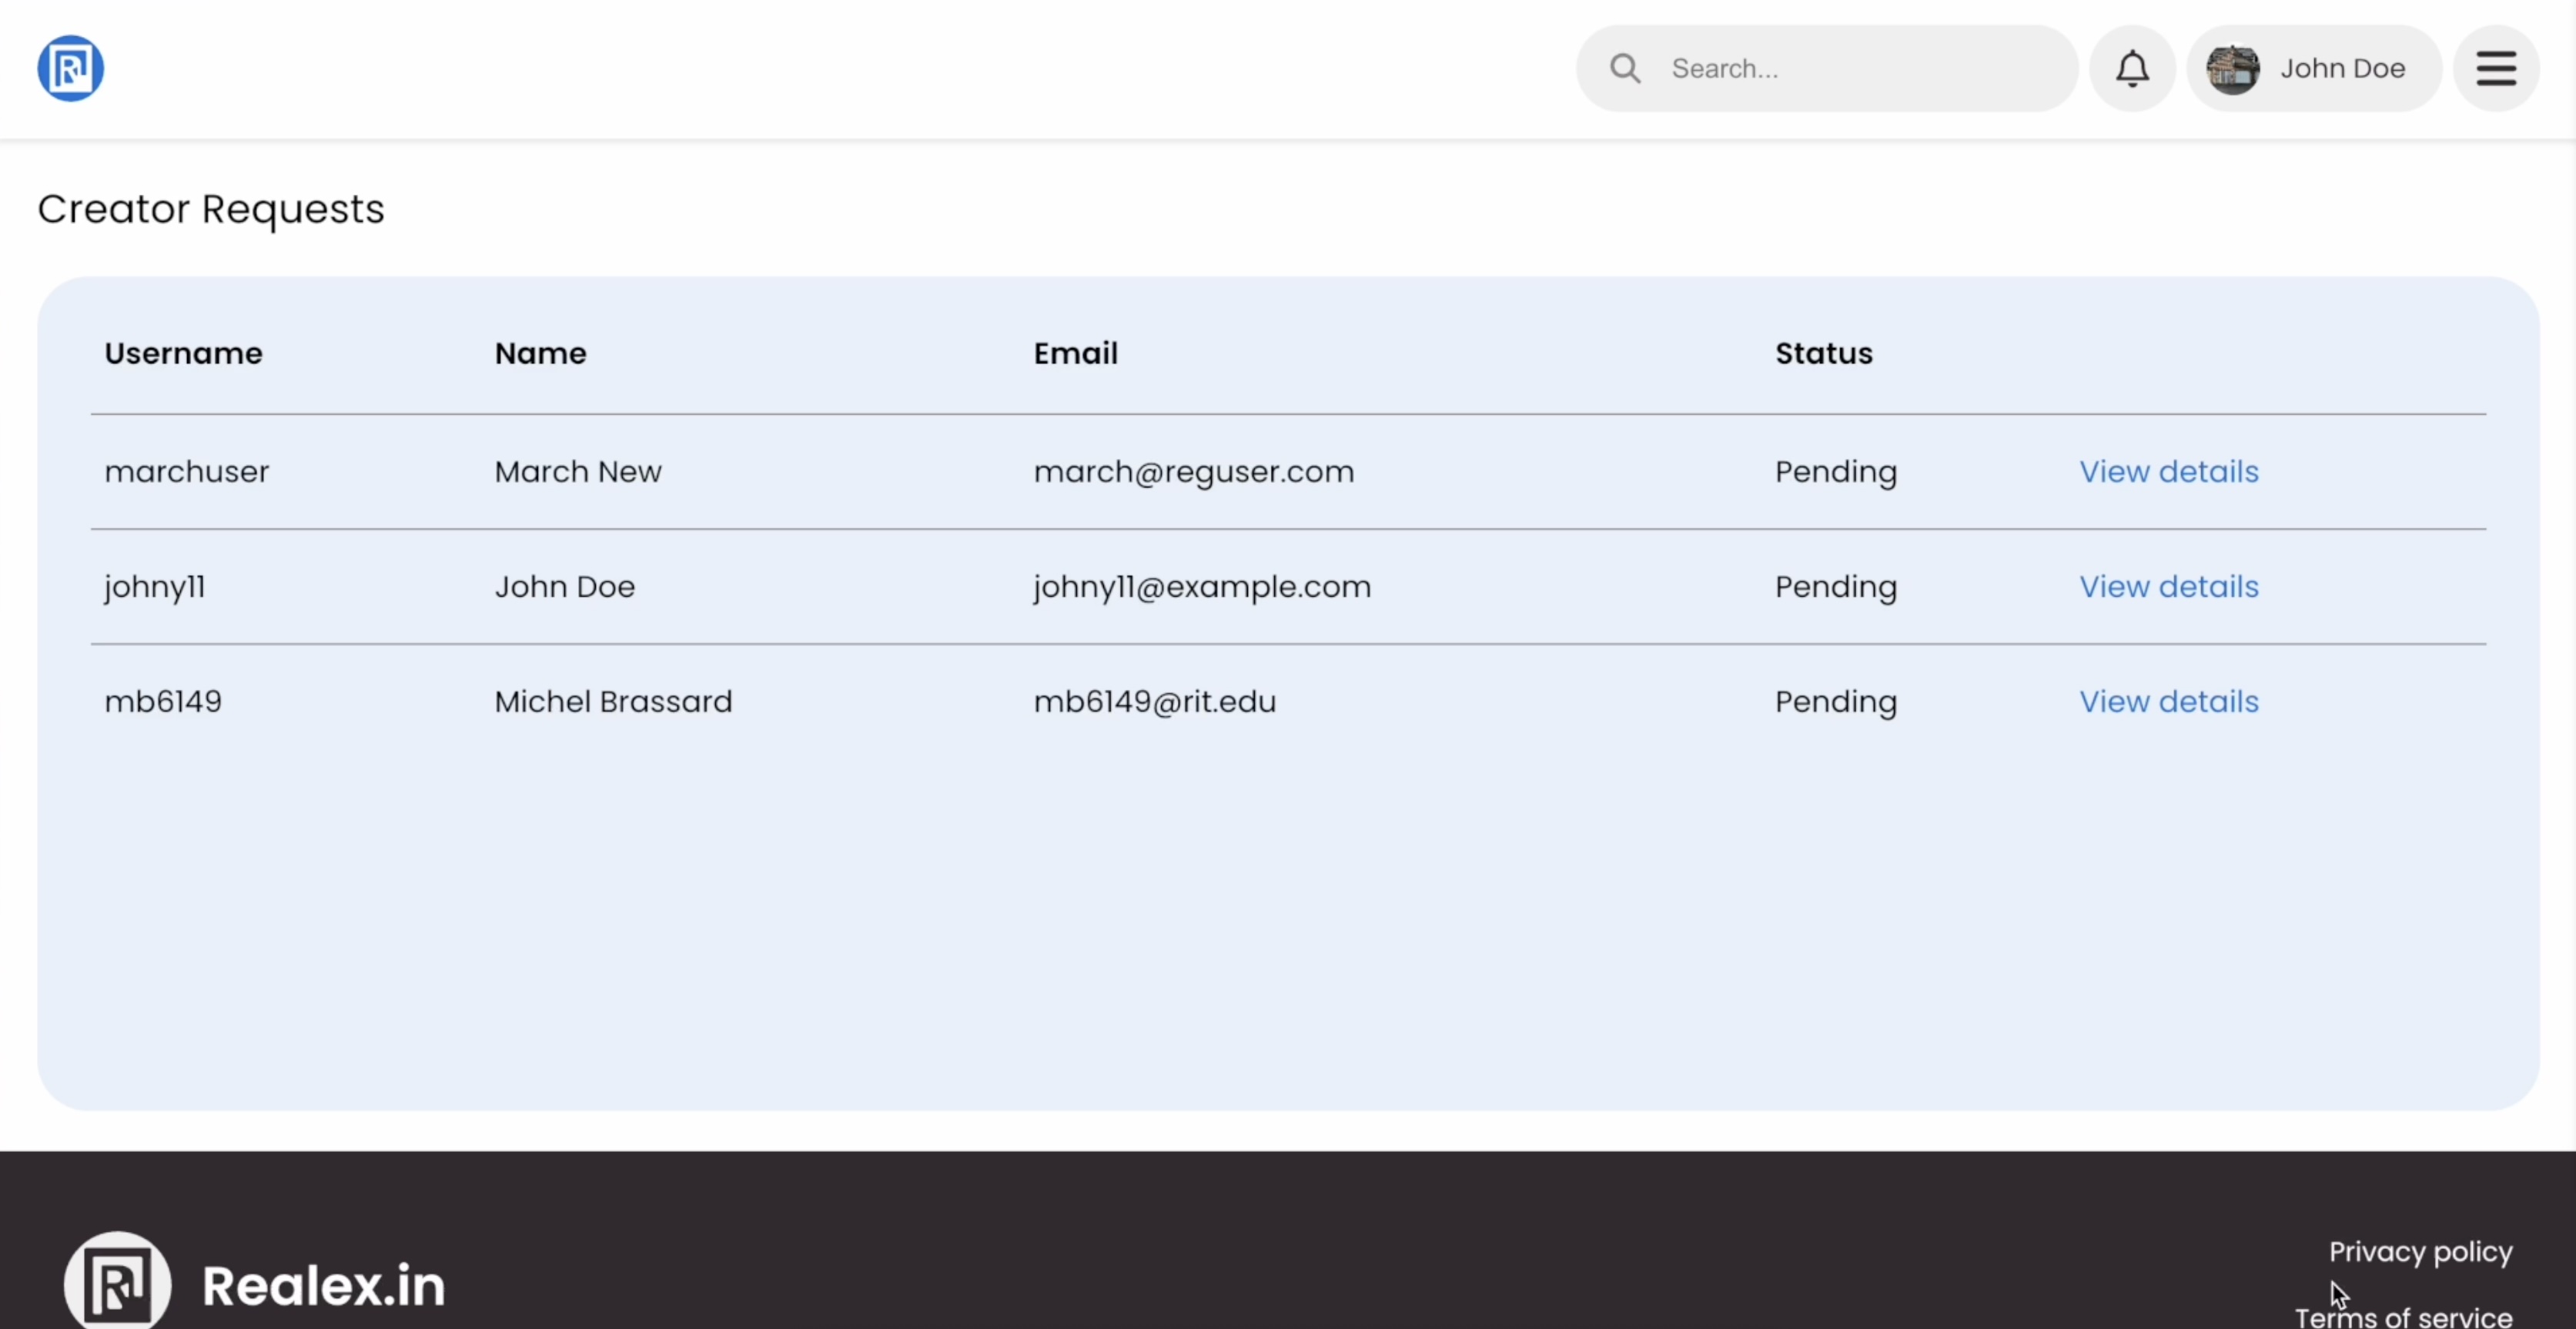 Search...
John Doe
Creator Requests
Username Name Email Status
marchuser March New march@reguser.com Pending View details
johny11 John Doe johny11@example.com Pending View details
mb6149 Michel Brassard mb6149@rit.edu Pending View details
Realex.in
Privacy policy
Terms of service